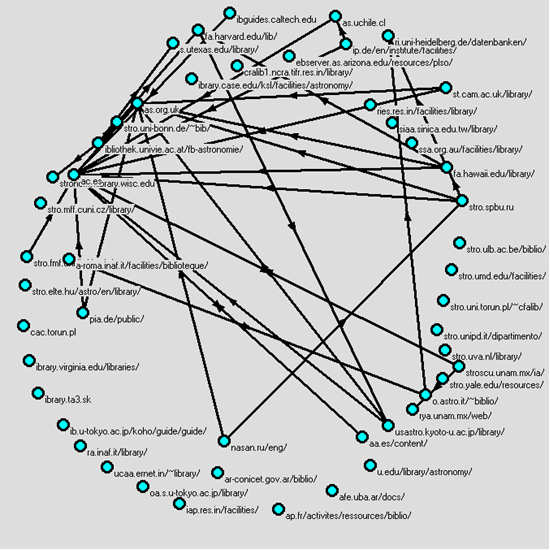 ibguides.caltech.edu
as.uchile.cl
fa.harvard.edu/lib/
ri.uni-heidelberg.de/datenbanken/
s.utexas.edu/library/
ip.de/en/institute/facilities/
observer.as.arizona.edu/resources/plso/
cralib1.ncra.tifr.res.in/library/
ibrary.case.edu/ksl/facilities/astronomy/
st.cam.ac.uk/library/
as.org.uk
ries.res.in/facilities/library/
stro.uni-bonn.de/~bib/
siaa.sinica.edu.tw/library/
ibliothek.univie.ac.at/fb-astronomie/
ssa.org.au/facilities/library/
fa.hawaii.edu/library/
ac.es
library.wisc.edu
stro.mff.cuni.cz/library/
stro.spbu.ru
stro.ulb.ac.be/biblio/
a-roma.inaf.it/facilities/biblioteque/
stro.umd.edu/facilities/
stro.elte.hu/astro/en/library/
stro.uni.torun.pl/~cfalib/
pia.de/public/
cac.torun.pl
stro.unipd.it/dipartimento/
stro.uva.nl/library/
ibrary.virginia.edu/libraries/
stroscu.unam.mx/ia/
stro.yale.edu/resources/
ibrary.ta3.sk
o.astro.it/~biblio/
rya.unam.mx/web/
ib.u-tokyo.ac.jp/koho/guide/guide/
usastro.kyoto-u.ac.jp/library/
nasan.ru/eng/
aa.es/content/
ra.inaf.it/library/
ucaa.ernet.in/~library/
u.edu/library/astronomy/
ar-conicet.gov.ar/biblio/
oa.s.u-tokyo.ac.jp/library/
afe.uba.ar/docs/
iap.res.in/facilities/
ap.fr/activites/ressources/biblio/